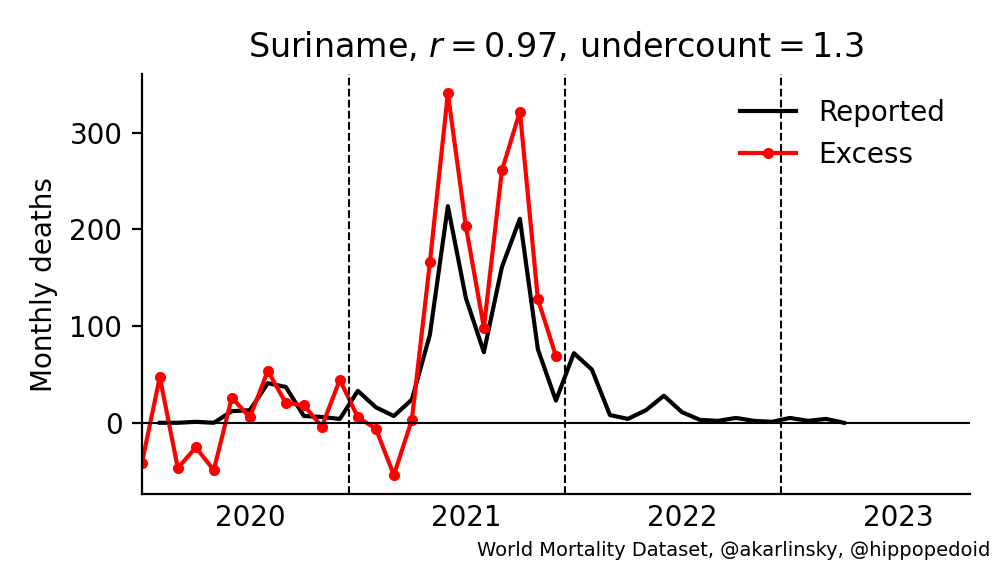 Suriname, r = 0.97, undercount = 1.3
Reported
Excess
Monthly deaths
300
200
100
0
2020 2021 2022 2023
World Mortality Dataset, @akarlinsky, @hippopedoid